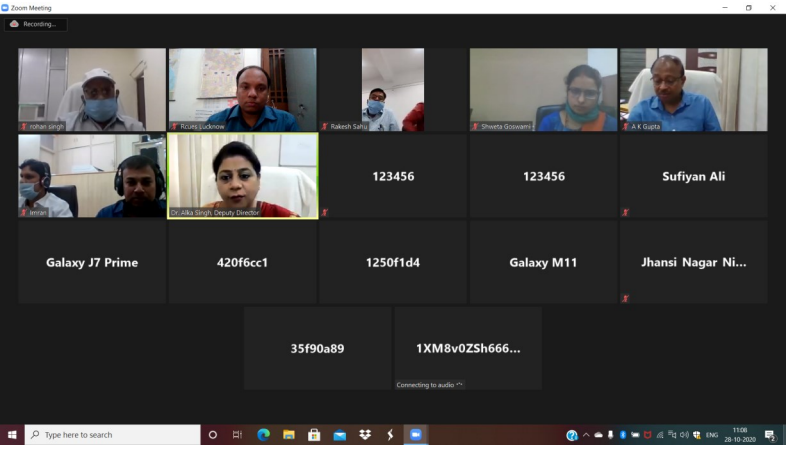 Zoom Meeting
Recording...
rohan singh
Rcues Lucknow
Rakesh Sahu
Shweta Goswami
A K Gupta
Imran
Dr. Alka Singh, Deputy Director
123456
123456
Sufiyan Ali
Galaxy J7 Prime
420f6cc1
1250f1d4
Galaxy M11
Jhansi Nagar Ni...
35f90a89
1XM8v0ZSh666...
Connecting to audio
Type here to search
ENG
11:08
28-10-2020
2